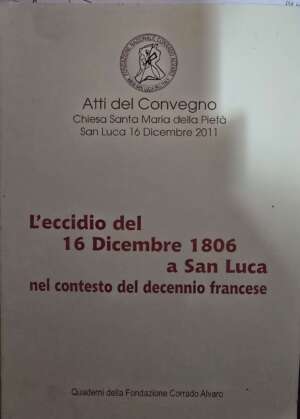 Atti del Convegno
Chiesa Santa Maria della Pietà
San Luca 16 Dicembre 2011
L'eccidio del
16 Dicembre 1806
a San Luca
nel contesto del decennio francese
Quaderni della Fondazione Corrado Alvaro